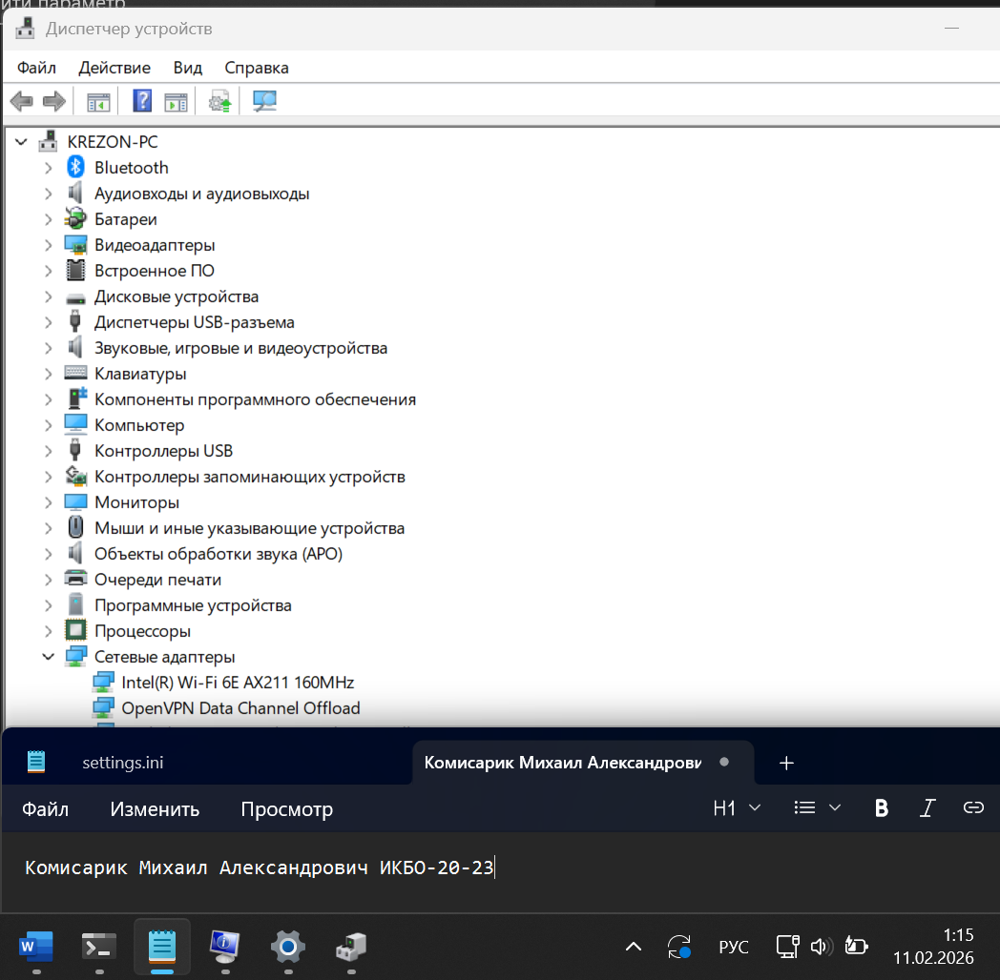 йти параметр
Диспетчер устройств
Файл Действие Вид Справка
KREZON-PC
Bluetooth
Аудиовходы и аудиовыходы
Батареи
Видеоадаптеры
Встроенное ПО
Дисковые устройства
Диспетчеры USB-разъема
Звуковые, игровые и видеоустройства
Клавиатуры
Компоненты программного обеспечения
Компьютер
Контроллеры USB
Контроллеры запоминающих устройств
Мониторы
Мыши и иные указывающие устройства
Объекты обработки звука (APO)
Очереди печати
Программные устройства
Процессоры
Сетевые адаптеры
Intel(R) Wi-Fi 6E AX211 160MHz
OpenVPN Data Channel Offload
settings.ini Комисарик Михаил Александрови
Файл Изменить Просмотр H1 B I
Комисарик Михаил Александрович ИКБО-20-23
РУС 1:15
11.02.2026